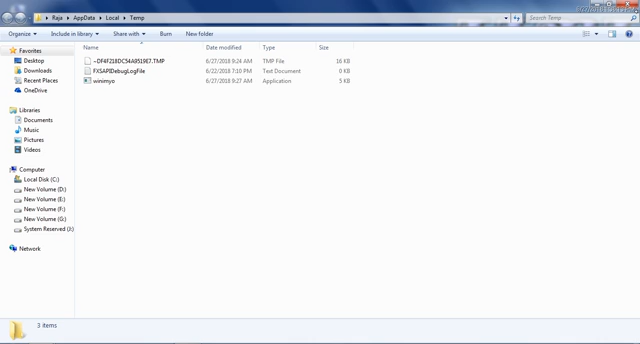 Raja AppData Local Temp Search Temp
Organize Include in library Share with Burn New folder
Name Date modified Type Size
~DF4F218DC54A9519E7.TMP 6/27/2018 9:24 AM TMP File 16 KB
FXSAPIDebugLogFile 6/22/2018 7:10 PM Text Document 0 KB
winimyo 6/27/2018 9:27 AM Application 5 KB
Favorites
Desktop
Downloads
Recent Places
OneDrive
Libraries
Documents
Music
Pictures
Videos
Computer
Local Disk (C:)
New Volume (D:)
New Volume (E:)
New Volume (F:)
New Volume (G:)
System Reserved (J:)
Network
3 items